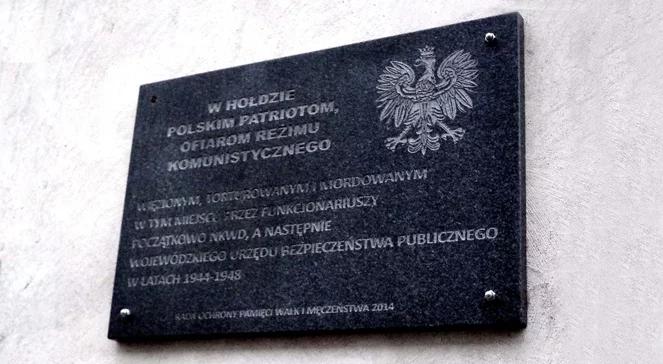 W HOŁDZIE
POLSKIM PATRIOTOM,
OFIAROM REŻIMU
KOMUNISTYCZNEGO
WIĘZIONYM, TORTUROWANYM I MORDOWANYM
W TYM MIEJSCU PRZEZ FUNKCJONARIUSZY
POCZĄTKOWO NKWD, A NASTĘPNIE
WOJEWÓDZKIEGO URZĘDU BEZPIECZEŃSTWA PUBLICZNEGO
W LATACH 1944-1948
RADA OCHRONY PAMIĘCI WALK I MĘCZEŃSTWA 2014